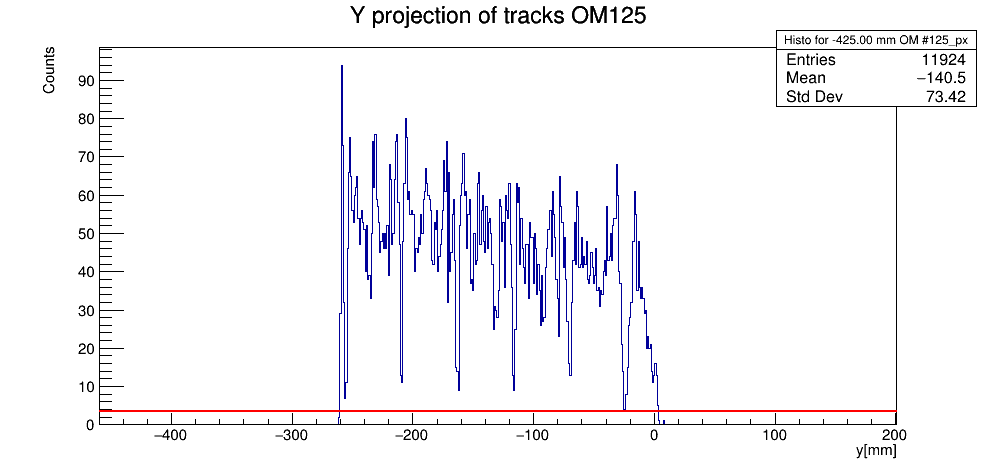 Y projection of tracks OM125
Histo for -425.00 mm OM #125_px
Entries 11924
Mean −140.5
Std Dev 73.42
Counts
90
80
70
60
50
40
30
20
10
0
−400 −300 −200 −100 0 100 200
y[mm]